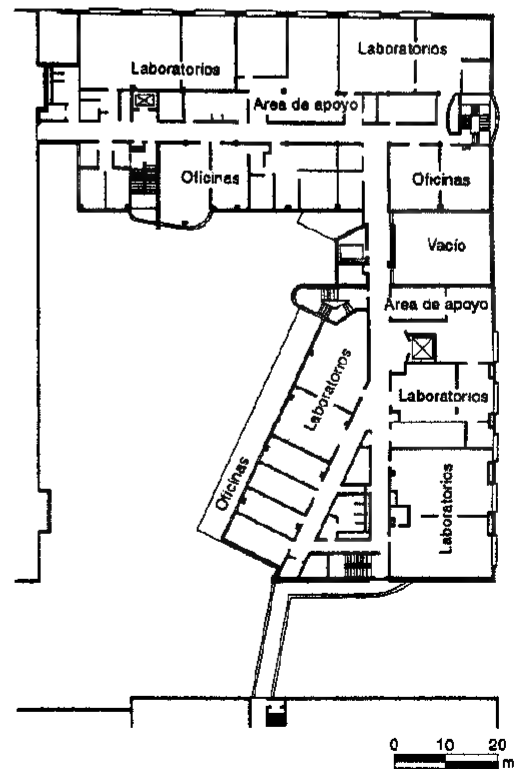 Laboratorios
Laboratorios
Area de apoyo
Oficinas
Oficinas
Vacío
Area de apoyo
Laboratorios
Laboratorios
Oficinas
Laboratorios
0 10 20
m